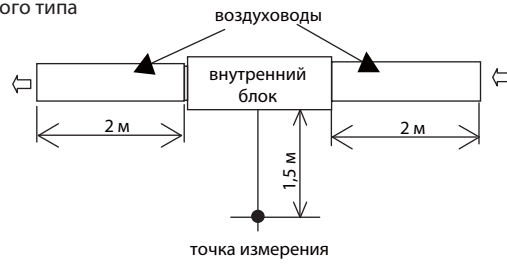 ого типа
воздуховоды
внутренний
блок
2 м
2 м
1,5 м
точка измерения